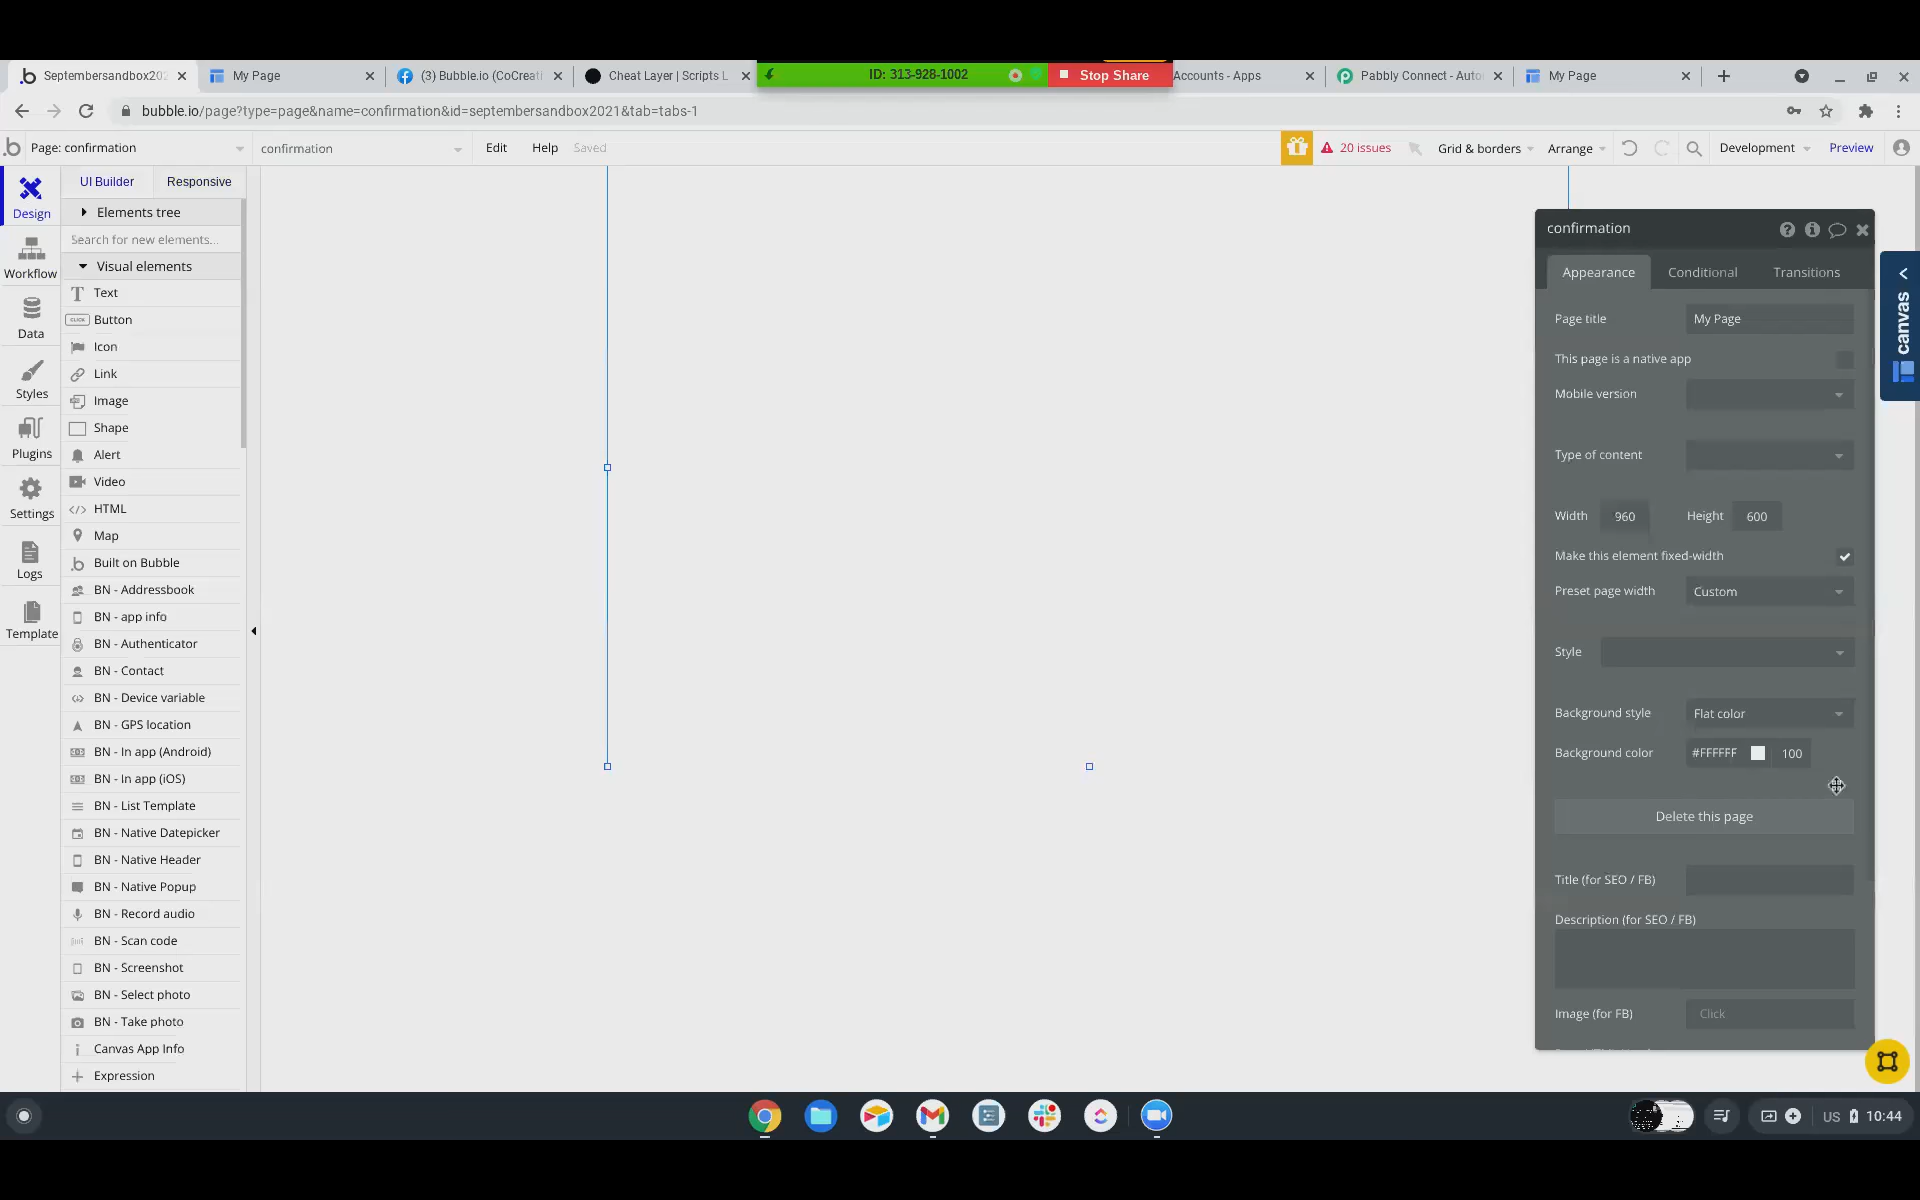 Septembersandbox202
My Page
(3) Bubble.io (CoCreati
Cheat Layer | Scripts L
ID: 313-928-1002
Stop Share
Accounts - Apps
Pabbly Connect - Auto
My Page
bubble.io/page?type=page&name=confirmation&id=septembersandbox2021&tab=tabs-1
Page: confirmation
confirmation
Edit
Help
Saved
20 issues
Grid & borders
Arrange
Development
Preview
Design
Workflow
Data
Styles
Plugins
Settings
Logs
Template
UI Builder
Responsive
Elements tree
Search for new elements...
Visual elements
Text
CLICK Button
Icon
Link
Image
Shape
Alert
Video
HTML
Map
Built on Bubble
BN - Addressbook
BN - app info
BN - Authenticator
BN - Contact
BN - Device variable
BN - GPS location
BN - In app (Android)
BN - In app (iOS)
BN - List Template
BN - Native Datepicker
BN - Native Header
BN - Native Popup
BN - Record audio
BN - Scan code
BN - Screenshot
BN - Select photo
BN - Take photo
Canvas App Info
Expression
confirmation
Appearance
Conditional
Transitions
Page title
My Page
This page is a native app
Mobile version
Type of content
Width 960
Height 600
Make this element fixed-width
Preset page width
Custom
Style
Background style
Flat color
Background color
#FFFFFF
100
Delete this page
Title (for SEO / FB)
Description (for SEO / FB)
Image (for FB)
Click
canvas
US
10:44